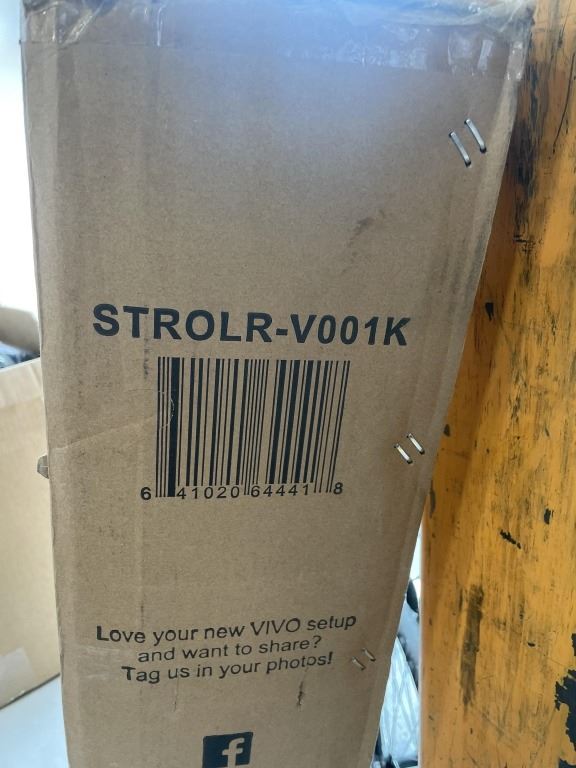 STROLR-V001K
6 41020 64441 8
Love your new VIVO setup
and want to share?
Tag us in your photos!
f